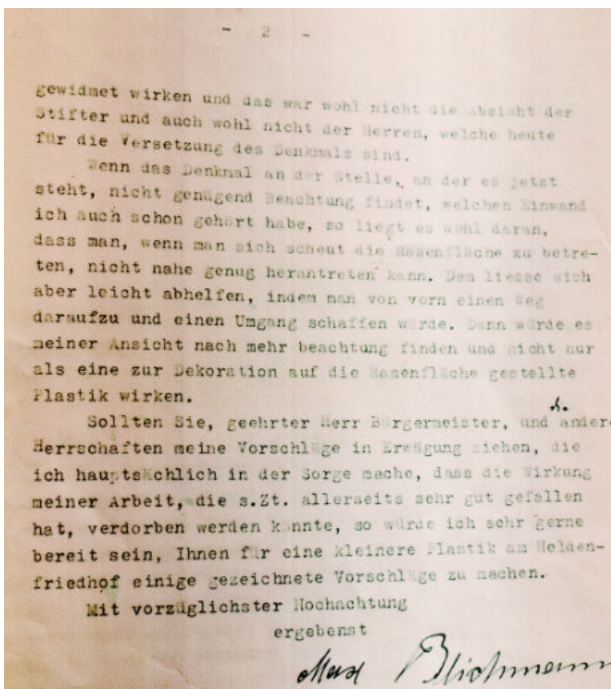 - 2 -
gewidmet wirken und das war wohl nicht die Absicht der
Stifter und auch wohl nicht der Herren, welche heute
für die Versetzung des Denkmals sind.
Wenn das Denkmal an der Stelle, an der es jetzt
steht, nicht genügend Beachtung findet, welchen Einwand
ich auch schon gehört habe, so liegt es wohl daran,
dass man, wenn man sich scheut die Rasenfläche zu betre-
ten, nicht nahe genug herantreten kann. Dem liesse sich
aber leicht abhelfen, indem man von vorn einen Weg
daraufzu und einen Umgang schaffen würde. Dann würde es
meiner Ansicht nach mehr beachtung finden und nicht nur
als eine zur Dekoration auf die Rasenfläche gestellte
Plastik wirken.
Sollten Sie, geehrter Herr Bürgermeister, und d. andere
Herrschaften meine Vorschläge in Erwägung ziehen, die
ich hauptsächlich in der Sorge mache, dass die Wirkung
meiner Arbeit, die s.Zt. allerseits sehr gut gefallen
hat, verdorben werden könnte, so würde ich sehr gerne
bereit sein, Ihnen für eine kleinere Plastik am Helden-
friedhof einige gezeichnete Vorschläge zu machen.
Mit vorzüglichster Hochachtung
ergebenst
Max